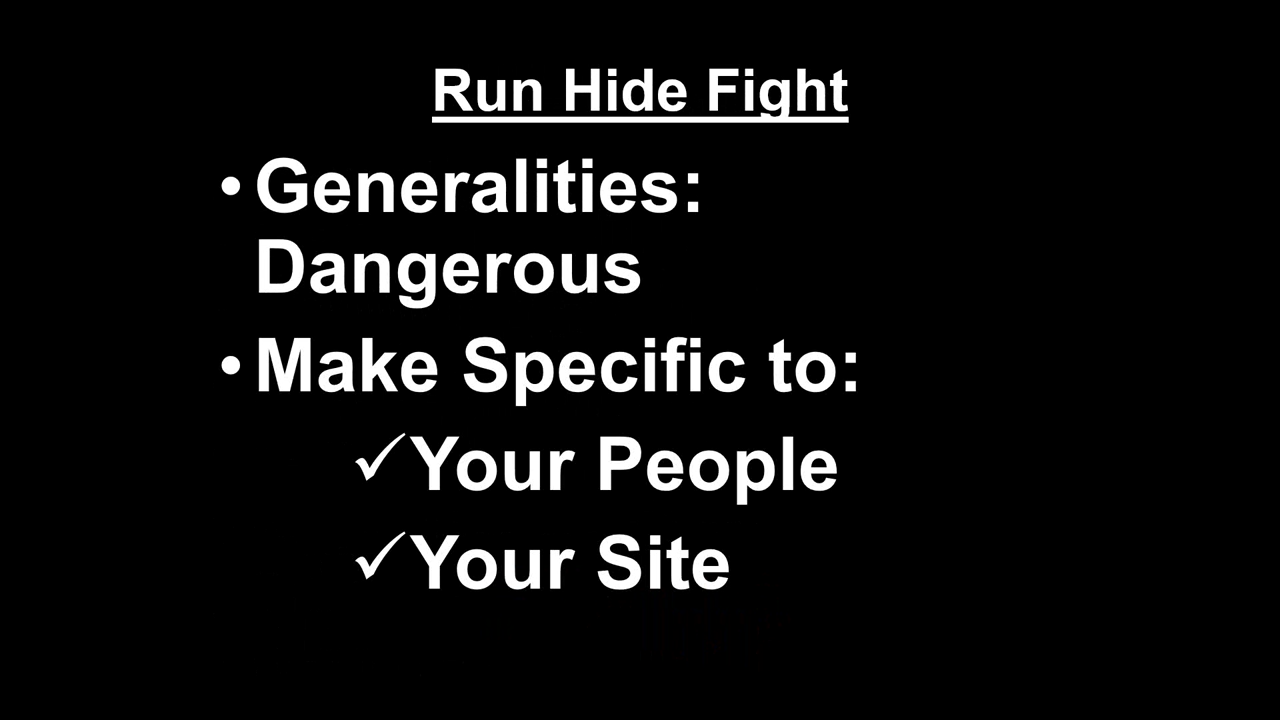 Run Hide Fight
• Generalities:
Dangerous
• Make Specific to:
✓ Your People
✓ Your Site